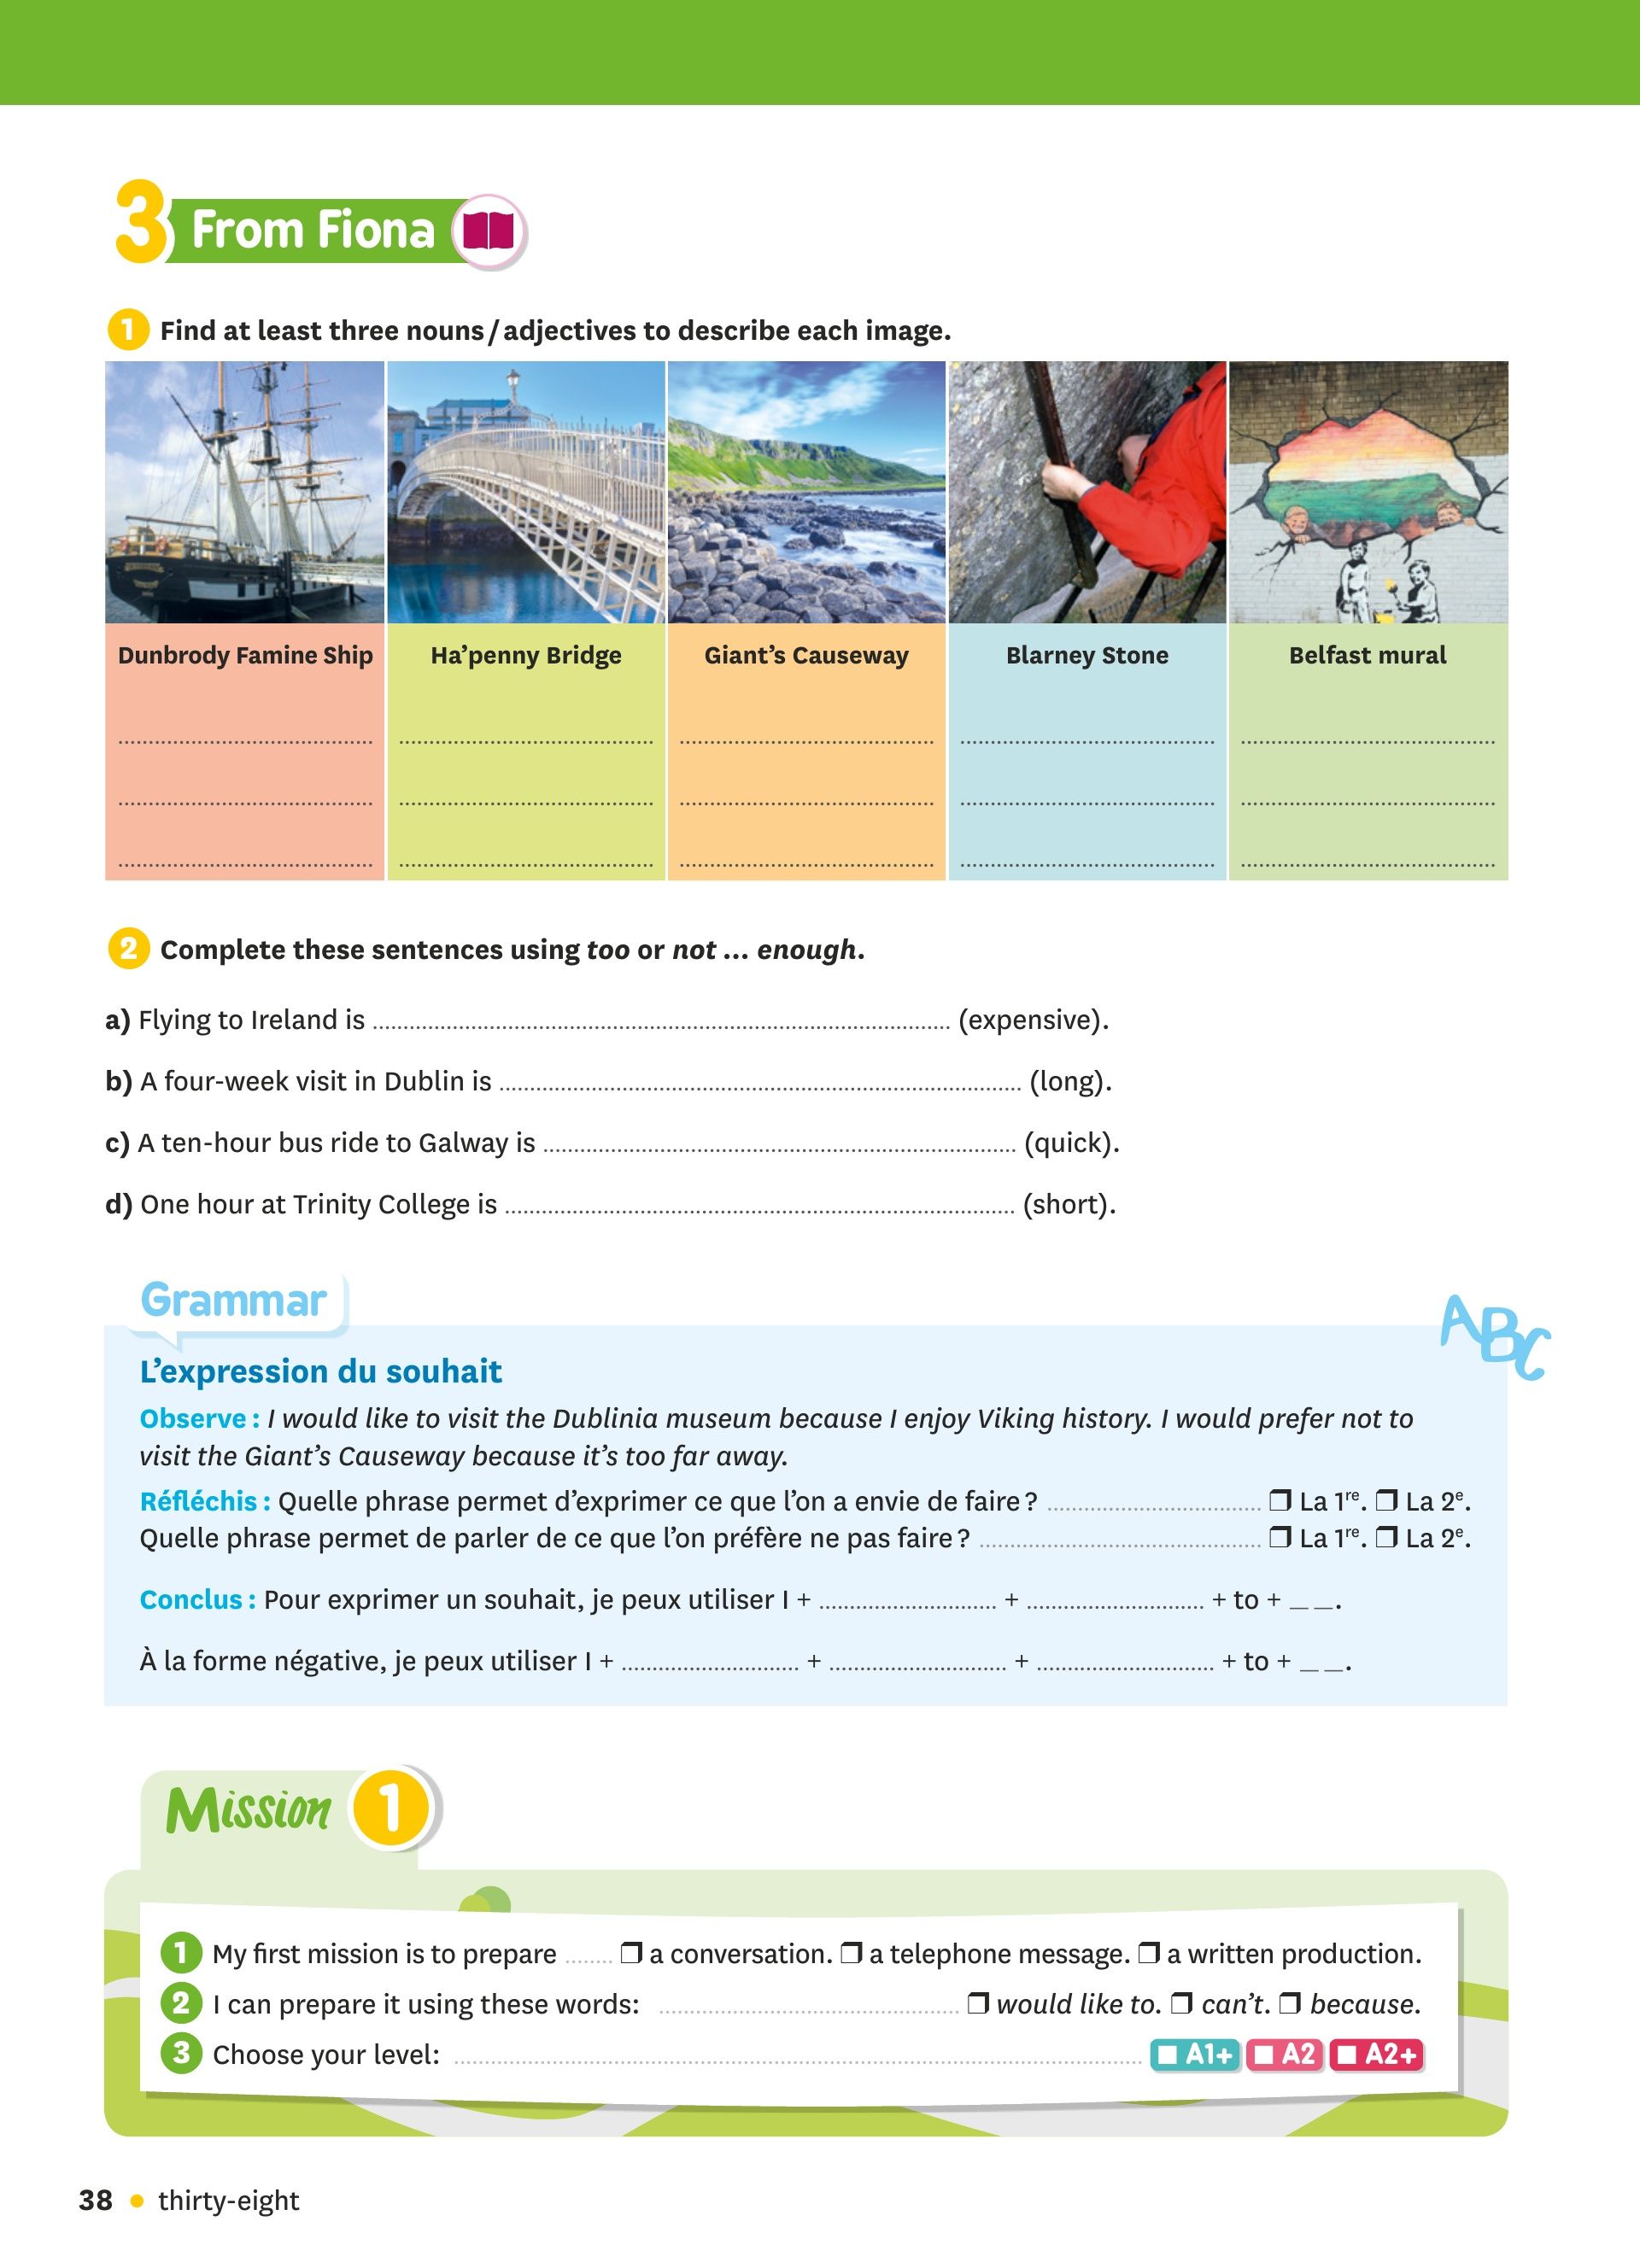 3 From Fiona
1 Find at least three nouns / adjectives to describe each image.
Dunbrody Famine Ship
Ha'penny Bridge
Giant's Causeway
Blarney Stone
Belfast mural
2 Complete these sentences using too or not ... enough.
a) Flying to Ireland is ........ (expensive).
b) A four-week visit in Dublin is ........ (long).
c) A ten-hour bus ride to Galway is ........ (quick).
d) One hour at Trinity College is ........ (short).
Grammar
ABC
L'expression du souhait
Observe : I would like to visit the Dublinia museum because I enjoy Viking history. I would prefer not to
visit the Giant's Causeway because it's too far away.
Réfléchis : Quelle phrase permet d'exprimer ce que l'on a envie de faire ? ........ ❒ La 1re. ❒ La 2e.
Quelle phrase permet de parler de ce que l'on préfère ne pas faire ? ........ ❒ La 1re. ❒ La 2e.
Conclus : Pour exprimer un souhait, je peux utiliser I + ........ + ........ + to + _ _.
À la forme négative, je peux utiliser I + ........ + ........ + ........ + to + _ _.
Mission 1
1 My first mission is to prepare ........ ❒ a conversation. ❒ a telephone message. ❒ a written production.
2 I can prepare it using these words: ........ ❒ would like to. ❒ can't. ❒ because.
3 Choose your level: ........ ■ A1+ ■ A2 ■ A2+
38 • thirty-eight